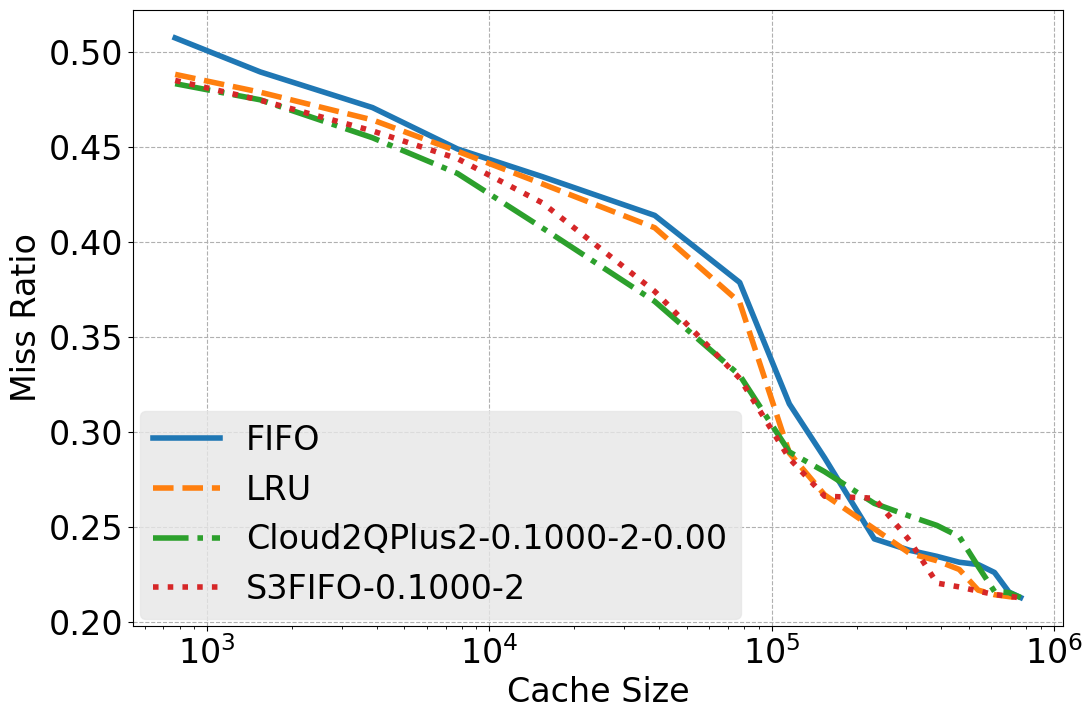 0.50
0.45
0.40
0.35
0.30
0.25
0.20
Miss Ratio
FIFO
LRU
Cloud2QPlus2-0.1000-2-0.00
S3FIFO-0.1000-2
10³ 10⁴ 10⁵ 10⁶
Cache Size